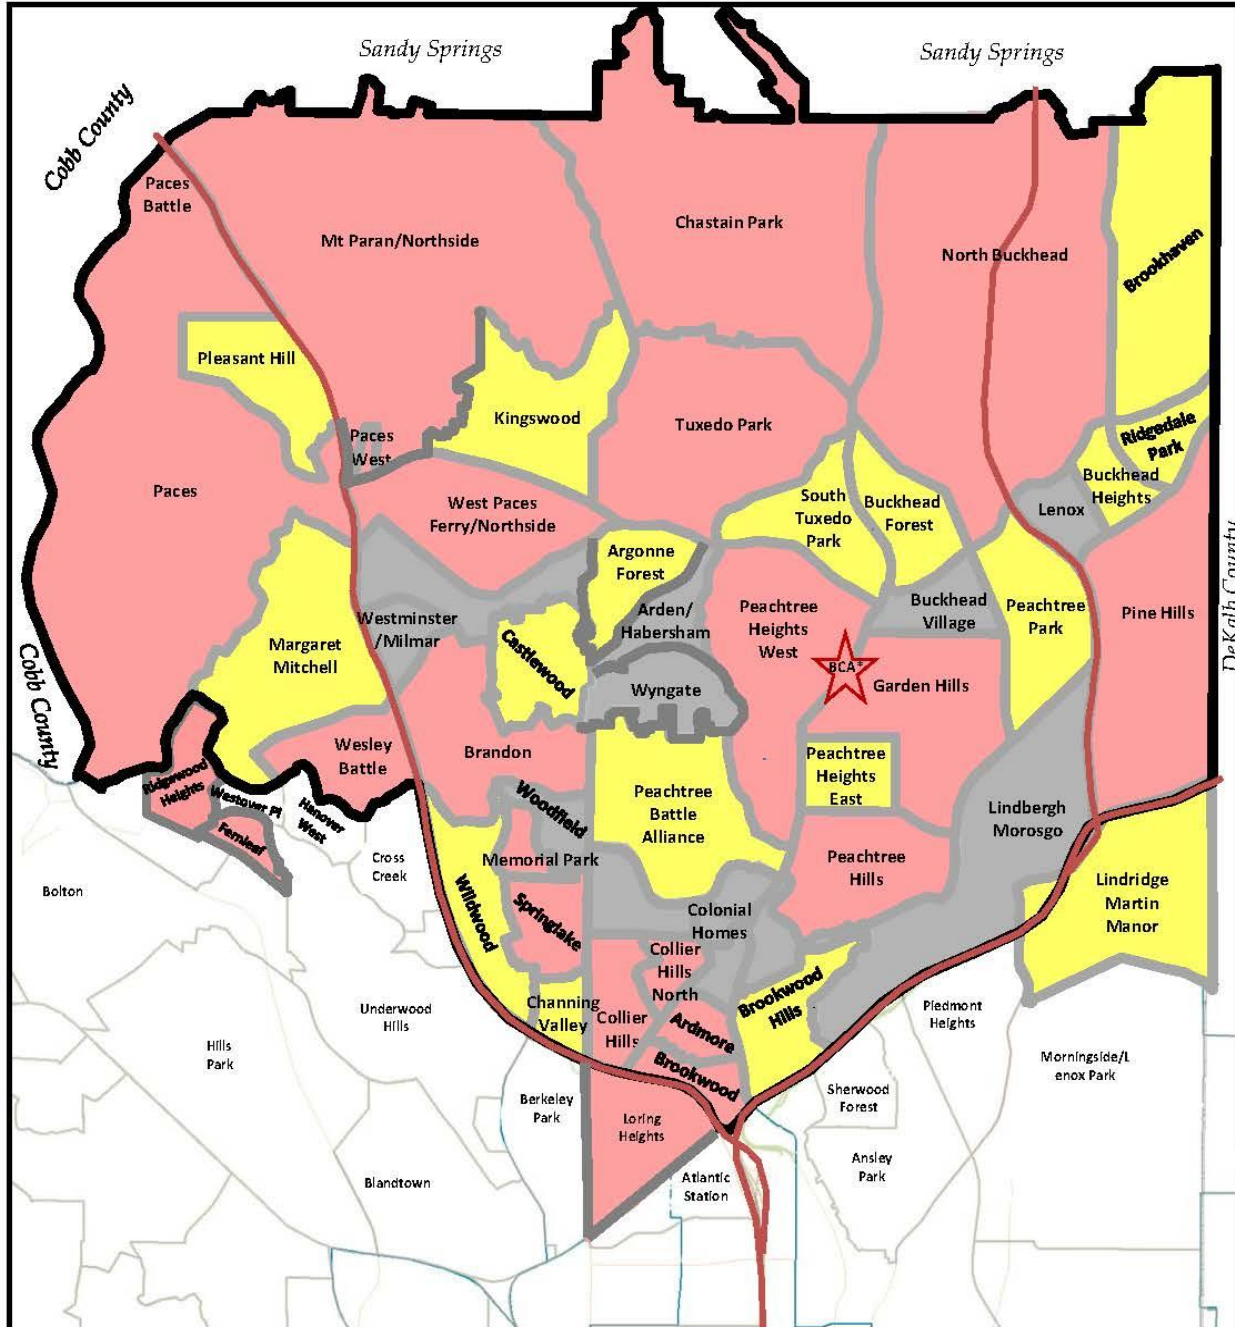 Sandy Springs
Sandy Springs
Cobb County
Paces
Battle
Mt Paran/Northside
Chastain Park
North Buckhead
Brookhaven
Pleasant Hill
Kingswood
Tuxedo Park
Ridgedale
Park
Paces
West
Buckhead
Heights
Paces
West Paces
Ferry/Northside
South
Tuxedo
Park
Buckhead
Forest
Lenox
Argonne
Forest
DeKalb County
Westminster
/Milmar
Arden/
Habersham
Peachtree
Heights
West
Buckhead
Village
Peachtree
Park
Pine Hills
Margaret
Mitchell
Castlewood
BCA*
Garden Hills
Cobb County
Wyngate
Wesley
Battle
Brandon
Peachtree
Heights
East
Ridgewood
Heights
Westover Pl
Hanover
West
Woodfield
Peachtree
Battle
Alliance
Lindbergh
Morosgo
Fernleaf
Cross
Creek
Memorial Park
Peachtree
Hills
Bolton
Wildwood
Springlake
Colonial
Homes
Lindridge
Martin
Manor
Collier
Hills
North
Brookwood
Hills
Underwood
Hills
Channing
Valley
Collier
Hills
Ardmore
Piedmont
Heights
Hills
Park
Brookwood
Morningside/L
enox Park
Berkeley
Park
Loring
Heights
Sherwood
Forest
Ansley
Park
Blandtown
Atlantic
Station